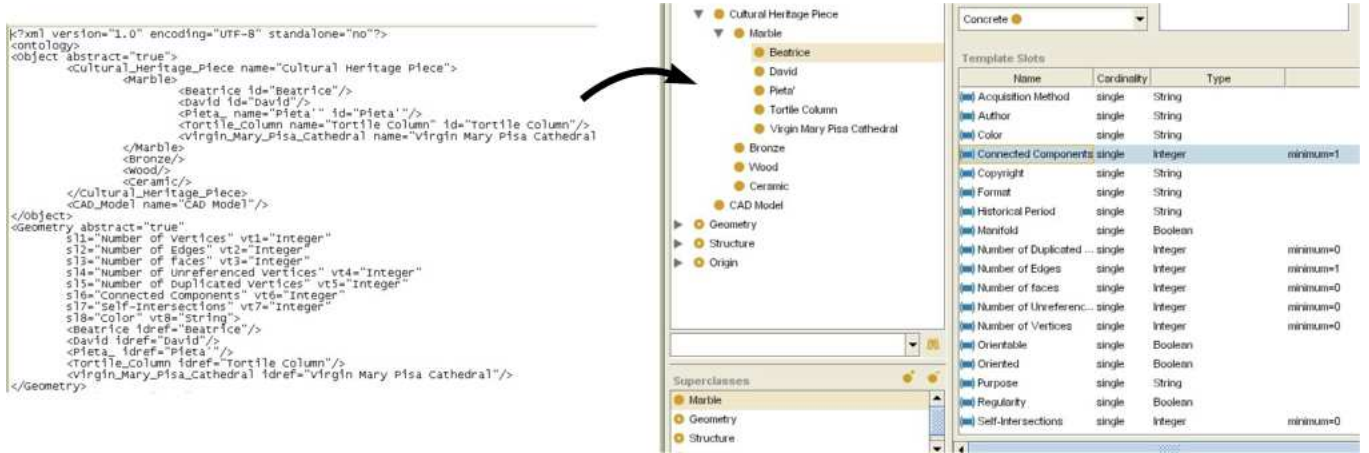 <?xml version="1.0" encoding="UTF-8" standalone="no"?>
<ontology>
<Object abstract="true">
<Cultural_Heritage_Piece name="Cultural Heritage Piece">
<Marble>
<Beatrice id="Beatrice"/>
<David id="David"/>
<Pieta_ name="Pieta'" id="Pieta'"/>
<Tortile_Column name="Tortile Column" id="Tortile Column"/>
<Virgin_Mary_Pisa_Cathedral name="Virgin Mary Pisa Cathedral
</Marble>
<Bronze/>
<Wood/>
<Ceramic/>
</Cultural_Heritage_Piece>
<CAD_Model name="CAD Model"/>
</Object>
<Geometry abstract="true"
sl1="Number of Vertices" vt1="Integer"
sl2="Number of Edges" vt2="Integer"
sl3="Number of faces" vt3="Integer"
sl4="Number of Unreferenced Vertices" vt4="Integer"
sl5="Number of Duplicated Vertices" vt5="Integer"
sl6="Connected Components" vt6="Integer"
sl7="Self-Intersections" vt7="Integer"
sl8="Color" vt8="String">
<Beatrice idref="Beatrice"/>
<David idref="David"/>
<Pieta_ idref="Pieta'"/>
<Tortile_Column idref="Tortile Column"/>
<Virgin_Mary_Pisa_Cathedral idref="Virgin Mary Pisa Cathedral"/>
</Geometry>
Cultural Heritage Piece
Marble
Beatrice
David
Pieta'
Tortile Column
Virgin Mary Pisa Cathedral
Bronze
Wood
Ceramic
CAD Model
Geometry
Structure
Origin
Superclasses
Marble
Geometry
Structure
Concrete
Template Slots
Name Cardinality Type
Acquisition Method single String
Author single String
Color single String
Connected Components single Integer minimum=1
Copyright single String
Format single String
Historical Period single String
Manifold single Boolean
Number of Duplicated ... single Integer minimum=0
Number of Edges single Integer minimum=1
Number of faces single Integer minimum=0
Number of Unreferenc... single Integer minimum=0
Number of Vertices single Integer minimum=0
Orientable single Boolean
Oriented single Boolean
Purpose single String
Regularity single Boolean
Self-Intersections single Integer minimum=0